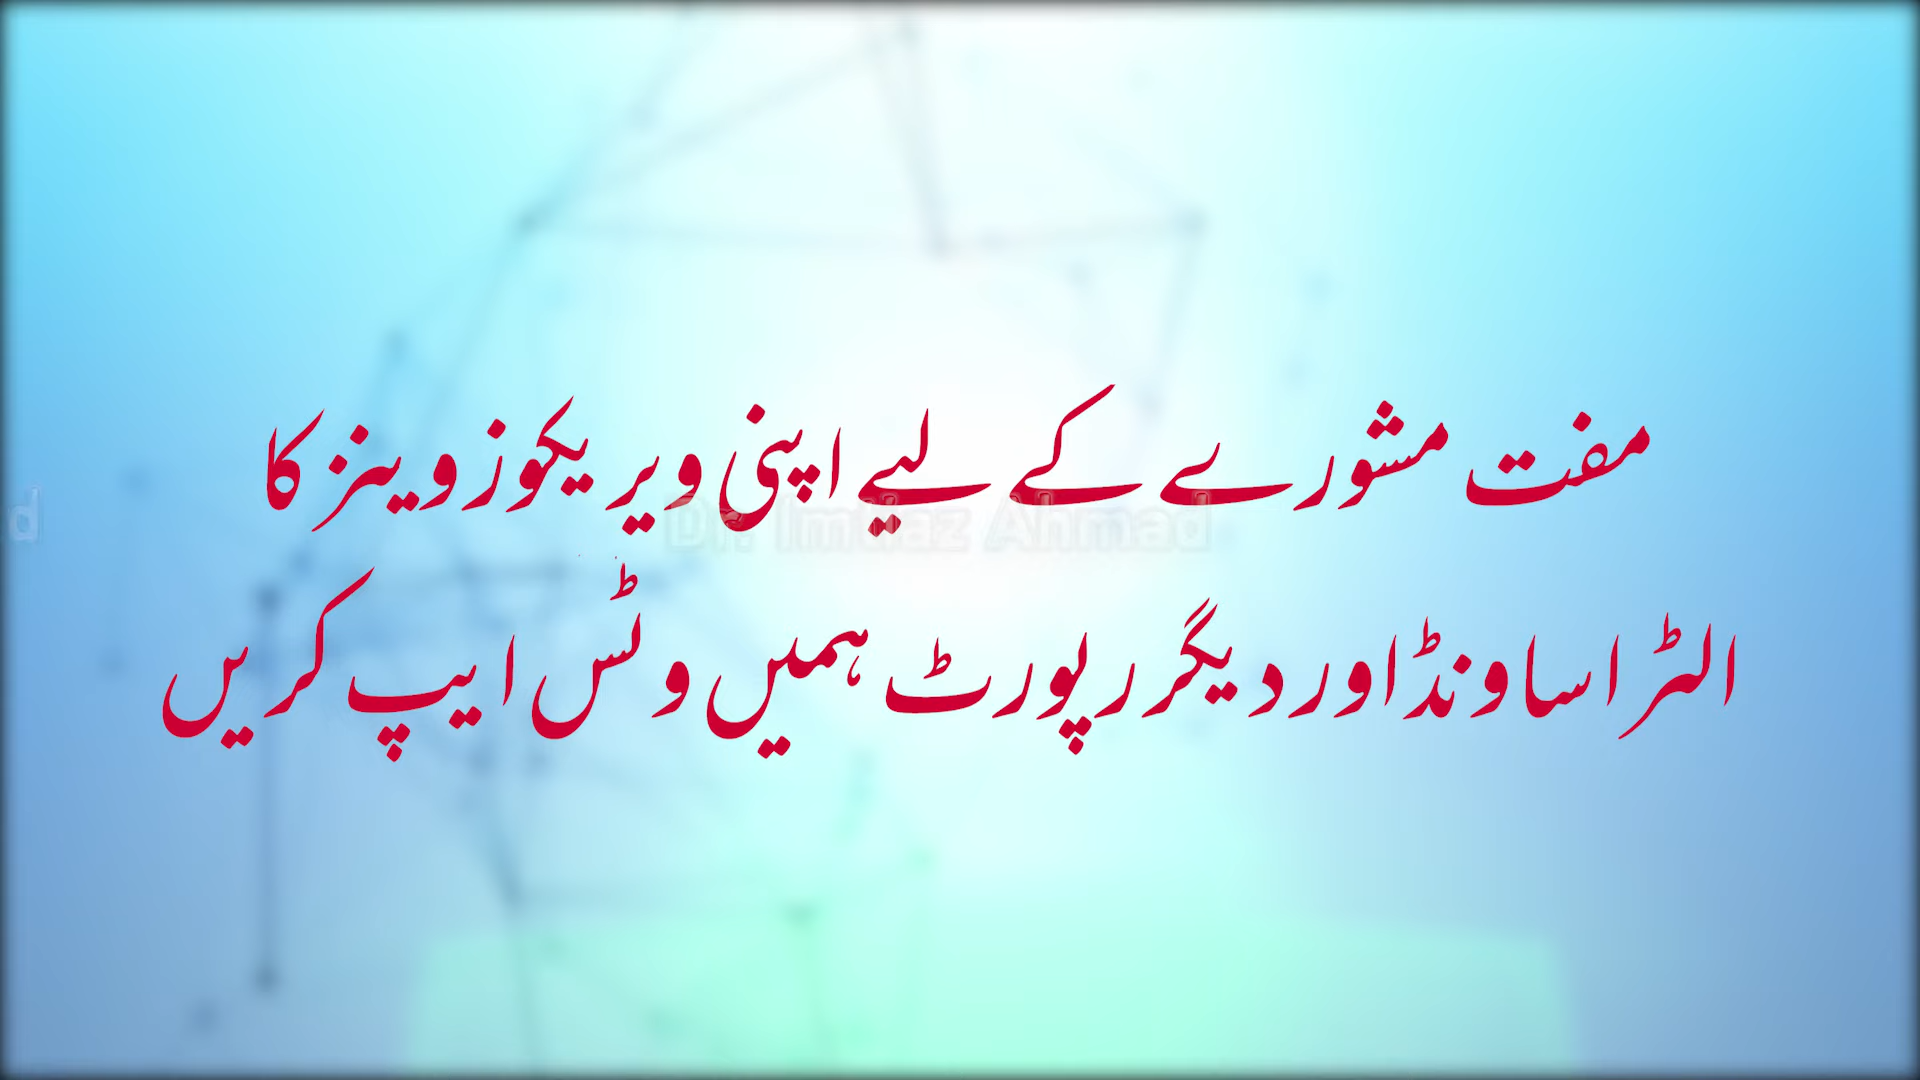 مفت مشورے کے لیے اپنی ویریکوز وینز کا
Dr. Imtiaz Ahmad
الٹراساونڈ اور دیگر رپورٹ ہمیں وٹس ایپ کریں